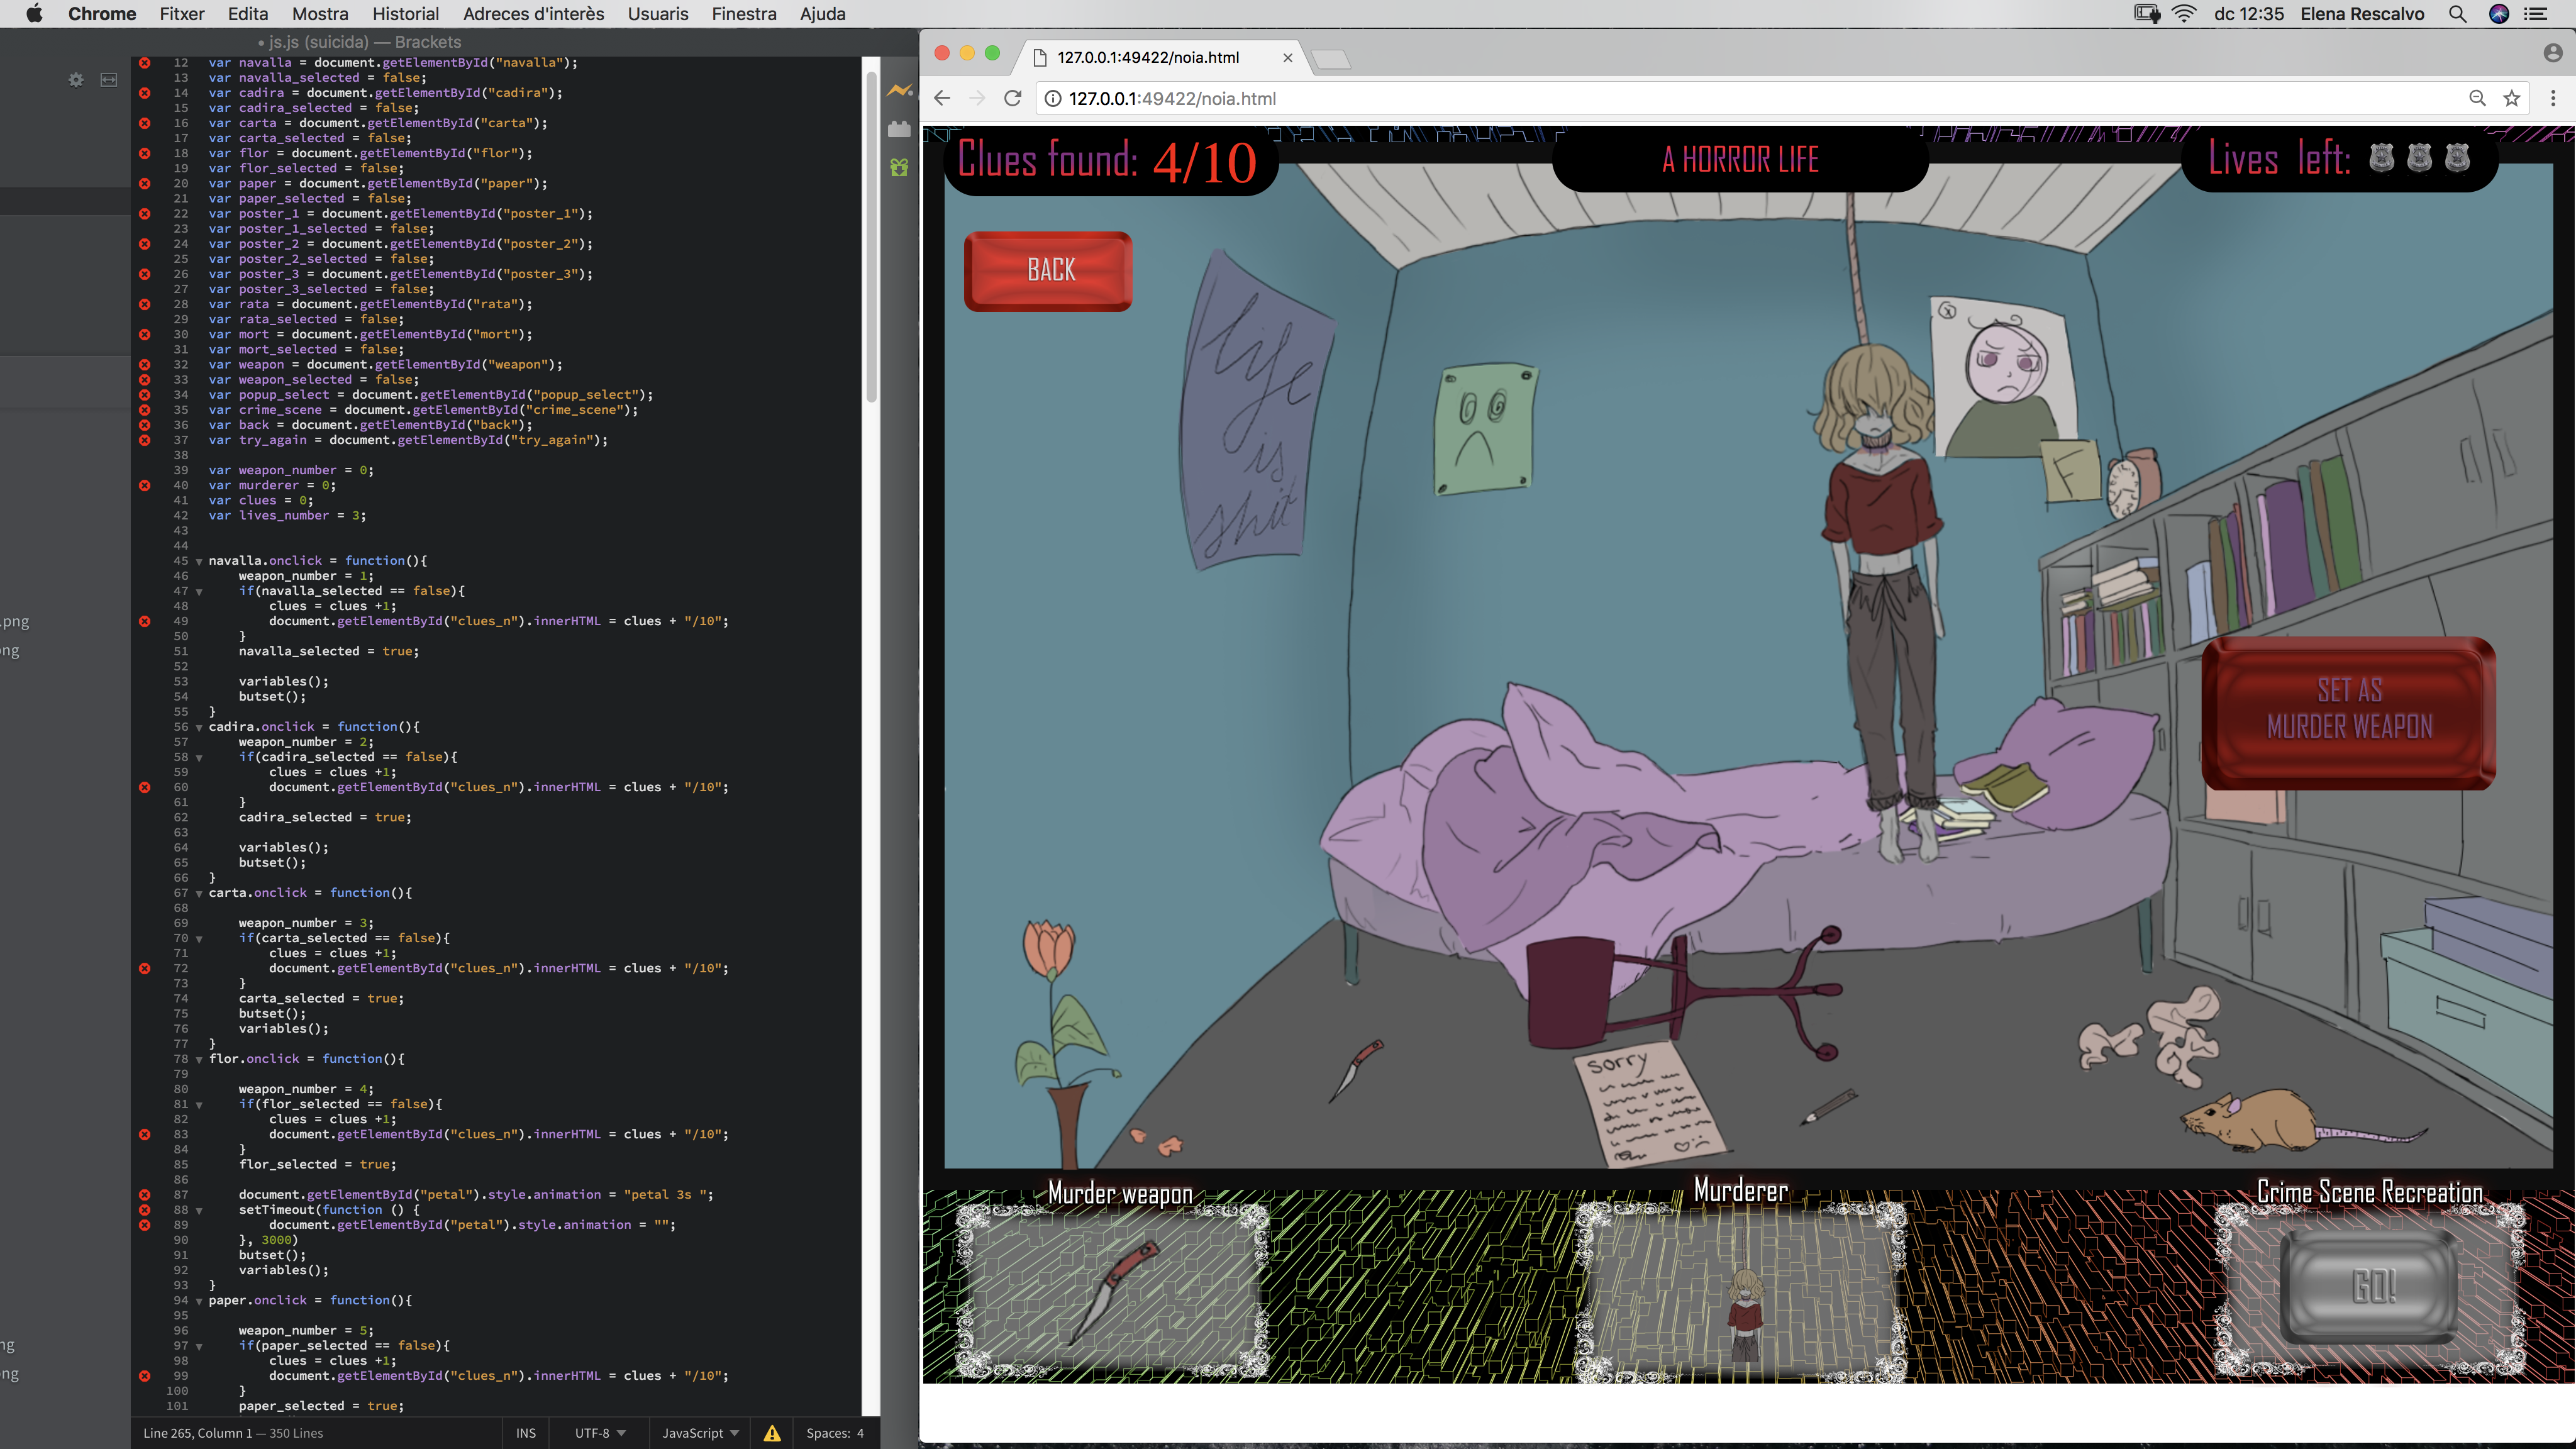 Chrome Fitxer Edita Mostra Historial Adreces d'interès Usuaris Finestra Ajuda dc 12:35 Elena Rescalvo
• js.js (suicida) — Brackets
12 var navalla = document.getElementById("navalla");
13 var navalla_selected = false;
14 var cadira = document.getElementById("cadira");
15 var cadira_selected = false;
16 var carta = document.getElementById("carta");
17 var carta_selected = false;
18 var flor = document.getElementById("flor");
19 var flor_selected = false;
20 var paper = document.getElementById("paper");
21 var paper_selected = false;
22 var poster_1 = document.getElementById("poster_1");
23 var poster_1_selected = false;
24 var poster_2 = document.getElementById("poster_2");
25 var poster_2_selected = false;
26 var poster_3 = document.getElementById("poster_3");
27 var poster_3_selected = false;
28 var rata = document.getElementById("rata");
29 var rata_selected = false;
30 var mort = document.getElementById("mort");
31 var mort_selected = false;
32 var weapon = document.getElementById("weapon");
33 var weapon_selected = false;
34 var popup_select = document.getElementById("popup_select");
35 var crime_scene = document.getElementById("crime_scene");
36 var back = document.getElementById("back");
37 var try_again = document.getElementById("try_again");
38
39 var weapon_number = 0;
40 var murderer = 0;
41 var clues = 0;
42 var lives_number = 3;
43
44
45 navalla.onclick = function(){
46 weapon_number = 1;
47 if(navalla_selected == false){
48 clues = clues +1;
49 document.getElementById("clues_n").innerHTML = clues + "/10";
50 }
51 navalla_selected = true;
52
53 variables();
54 butset();
55 }
56 cadira.onclick = function(){
57 weapon_number = 2;
58 if(cadira_selected == false){
59 clues = clues +1;
60 document.getElementById("clues_n").innerHTML = clues + "/10";
61 }
62 cadira_selected = true;
63
64 variables();
65 butset();
66 }
67 carta.onclick = function(){
68
69 weapon_number = 3;
70 if(carta_selected == false){
71 clues = clues +1;
72 document.getElementById("clues_n").innerHTML = clues + "/10";
73 }
74 carta_selected = true;
75 butset();
76 variables();
77 }
78 flor.onclick = function(){
79
80 weapon_number = 4;
81 if(flor_selected == false){
82 clues = clues +1;
83 document.getElementById("clues_n").innerHTML = clues + "/10";
84 }
85 flor_selected = true;
86
87 document.getElementById("petal").style.animation = "petal 3s ";
88 setTimeout(function () {
89 document.getElementById("petal").style.animation = "";
90 }, 3000)
91 butset();
92 variables();
93 }
94 paper.onclick = function(){
95
96 weapon_number = 5;
97 if(paper_selected == false){
98 clues = clues +1;
99 document.getElementById("clues_n").innerHTML = clues + "/10";
100 }
101 paper_selected = true;
.png
ng
ng
ng
Line 265, Column 1 — 350 Lines INS UTF-8 JavaScript Spaces: 4
127.0.0.1:49422/noia.html
127.0.0.1:49422/noia.html
Clues found: 4/10
A HORROR LIFE
Lives left:
BACK
life
is
shit
F
SET AS
MURDER WEAPON
sorry
Murder weapon
Murderer
Crime Scene Recreation
GO!